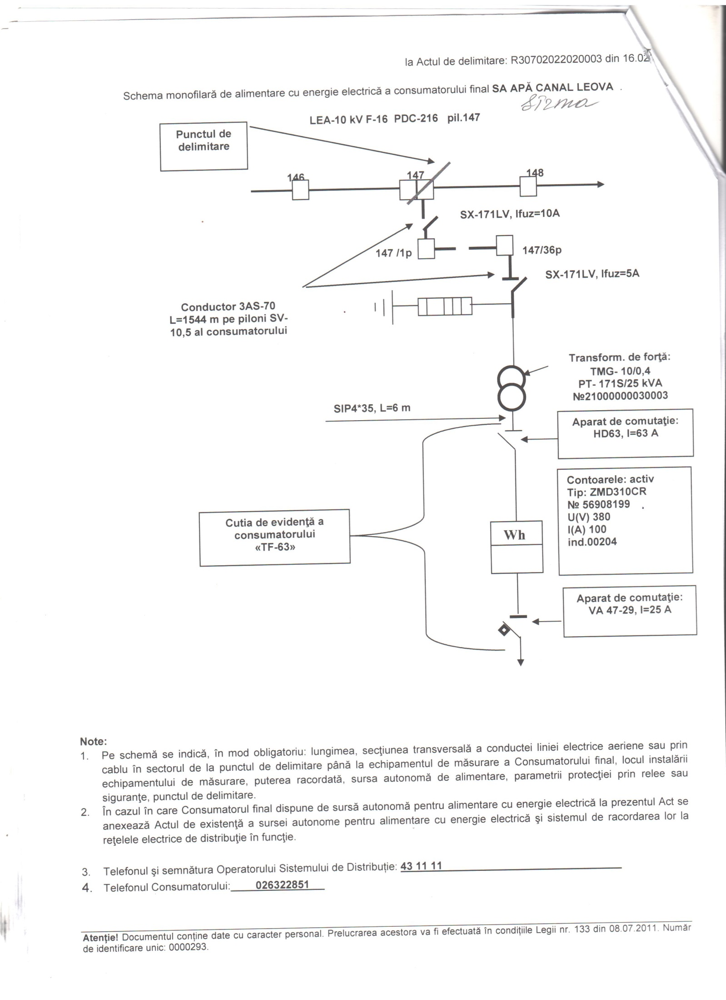 la Actul de delimitare: R30702022020003 din 16.02
Schema monofilară de alimentare cu energie electrică a consumatorului final SA APĂ CANAL LEOVA .
Sîrma
LEA-10 kV F-16 PDC-216 pil.147
Punctul de
delimitare
146
147
148
SX-171LV, Ifuz=10A
147 /1p
147/36p
SX-171LV, Ifuz=5A
Conductor 3AS-70
L=1544 m pe piloni SV-
10,5 al consumatorului
Transform. de forţă:
TMG- 10/0,4
PT- 171S/25 kVA
№21000000030003
SIP4*35, L=6 m
Aparat de comutaţie:
HD63, I=63 A
Contoarele: activ
Tip: ZMD310CR
№ 56908199 .
U(V) 380
I(A) 100
ind.00204
Cutia de evidenţă a
consumatorului
«TF-63»
Wh
Aparat de comutaţie:
VA 47-29, I=25 A
Note:
1. Pe schemă se indică, în mod obligatoriu: lungimea, secţiunea transversală a conductei liniei electrice aeriene sau prin
cablu în sectorul de la punctul de delimitare până la echipamentul de măsurare a Consumatorului final, locul instalării
echipamentului de măsurare, puterea racordată, sursa autonomă de alimentare, parametrii protecţiei prin relee sau
siguranţe, punctul de delimitare.
2. În cazul în care Consumatorul final dispune de sursă autonomă pentru alimentare cu energie electrică la prezentul Act se
anexează Actul de existenţă a sursei autonome pentru alimentare cu energie electrică şi sistemul de racordarea lor la
reţelele electrice de distribuţie în funcţie.
3. Telefonul şi semnătura Operatorului Sistemului de Distribuție: 43 11 11
4. Telefonul Consumatorului: 026322851
Atenție! Documentul conține date cu caracter personal. Prelucrarea acestora va fi efectuată în condițiile Legii nr. 133 din 08.07.2011. Număr
de identificare unic: 0000293.